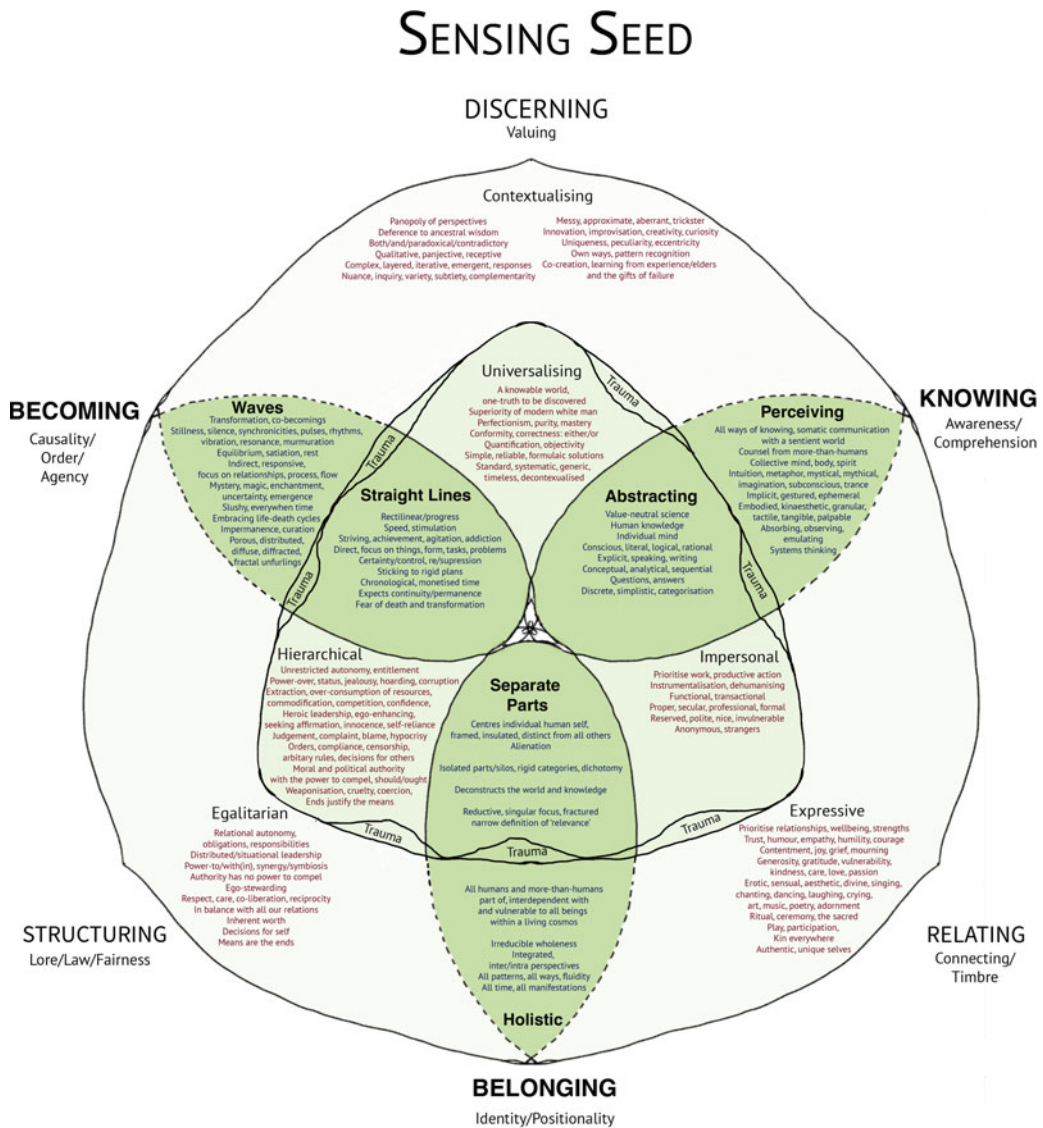 SENSING SEED
DISCERNING
Valuing
Contextualising
Panopoly of perspectives
Deference to ancestral wisdom
Both/and/paradoxical/contradictory
Qualitative, panjective, receptive
Complex, layered, iterative, emergent, responses
Nuance, inquiry, variety, subtlety, complementarity
Messy, approximate, aberrant, trickster
Innovation, improvisation, creativity, curiosity
Uniqueness, peculiarity, eccentricity
Own ways, pattern recognition
Co-creation, learning from experience/elders
and the gifts of failure
Universalising
A knowable world,
one-truth to be discovered
Superiority of modern white man
Perfectionism, purity, mastery
Conformity, correctness: either/or
Quantification, objectivity
Simple, reliable, formulaic solutions
Standard, systematic, generic,
timeless, decontextualised
Trauma
Trauma
BECOMING
Causality/
Order/
Agency
Waves
Transformation, co-becomings
Stillness, silence, synchronicities, pulses, rhythms,
vibration, resonance, murmuration
Equilibrium, satiation, rest
Indirect, responsive,
focus on relationships, process, flow
Mystery, magic, enchantment,
uncertainty, emergence
Slushy, everywhen time
Embracing life-death cycles
Impermanence, curation
Porous, distributed,
diffuse, diffracted,
fractal unfurlings
Straight Lines
Rectilinear/progress
Speed, stimulation
Striving, achievement, agitation, addiction
Direct, focus on things, form, tasks, problems
Certainty/control, re/supression
Sticking to rigid plans
Chronological, monetised time
Expects continuity/permanence
Fear of death and transformation
Trauma
KNOWING
Awareness/
Comprehension
Perceiving
All ways of knowing, somatic communication
with a sentient world
Counsel from more-than-humans
Collective mind, body, spirit
Intuition, metaphor, mystical, mythical,
imagination, subconscious, trance
Implicit, gestured, ephemeral
Embodied, kinaesthetic, granular,
tactile, tangible, palpable
Absorbing, observing,
emulating
Systems thinking
Abstracting
Value-neutral science
Human knowledge
Individual mind
Conscious, literal, logical, rational
Explicit, speaking, writing
Conceptual, analytical, sequential
Questions, answers
Discrete, simplistic, categorisation
Trauma
Hierarchical
Unrestricted autonomy, entitlement
Power-over, status, jealousy, hoarding, corruption
Extraction, over-consumption of resources,
commodification, competition, confidence,
Heroic leadership, ego-enhancing,
seeking affirmation, innocence, self-reliance
Judgement, complaint, blame, hypocrisy
Orders, compliance, censorship,
arbitary rules, decisions for others
Moral and political authority
with the power to compel, should/ought
Weaponisation, cruelty, coercion,
Ends justify the means
Impersonal
Prioritise work, productive action
Instrumentalisation, dehumanising
Functional, transactional
Proper, secular, professional, formal
Reserved, polite, nice, invulnerable
Anonymous, strangers
Separate
Parts
Centres individual human self,
framed, insulated, distinct from all others
Alienation
Isolated parts/silos, rigid categories, dichotomy
Deconstructs the world and knowledge
Reductive, singular focus, fractured
narrow definition of 'relevance'
Trauma
Trauma
Trauma
Egalitarian
Relational autonomy,
obligations, responsibilities
Distributed/situational leadership
Power-to/with(in), synergy/symbiosis
Authority has no power to compel
Ego-stewarding
Respect, care, co-liberation, reciprocity
In balance with all our relations
Inherent worth
Decisions for self
Means are the ends
Expressive
Prioritise relationships, wellbeing, strengths
Trust, humour, empathy, humility, courage
Contentment, joy, grief, mourning
Generosity, gratitude, vulnerability,
kindness, care, love, passion
Erotic, sensual, aesthetic, divine, singing,
chanting, dancing, laughing, crying,
art, music, poetry, adornment
Ritual, ceremony, the sacred
Play, participation,
Kin everywhere
Authentic, unique selves
All humans and more-than-humans
part of, interdependent with
and vulnerable to all beings
within a living cosmos
Irreducible wholeness
Integrated,
inter/intra perspectives
All patterns, all ways, fluidity
All time, all manifestations
Holistic
STRUCTURING
Lore/Law/Fairness
RELATING
Connecting/
Timbre
BELONGING
Identity/Positionality